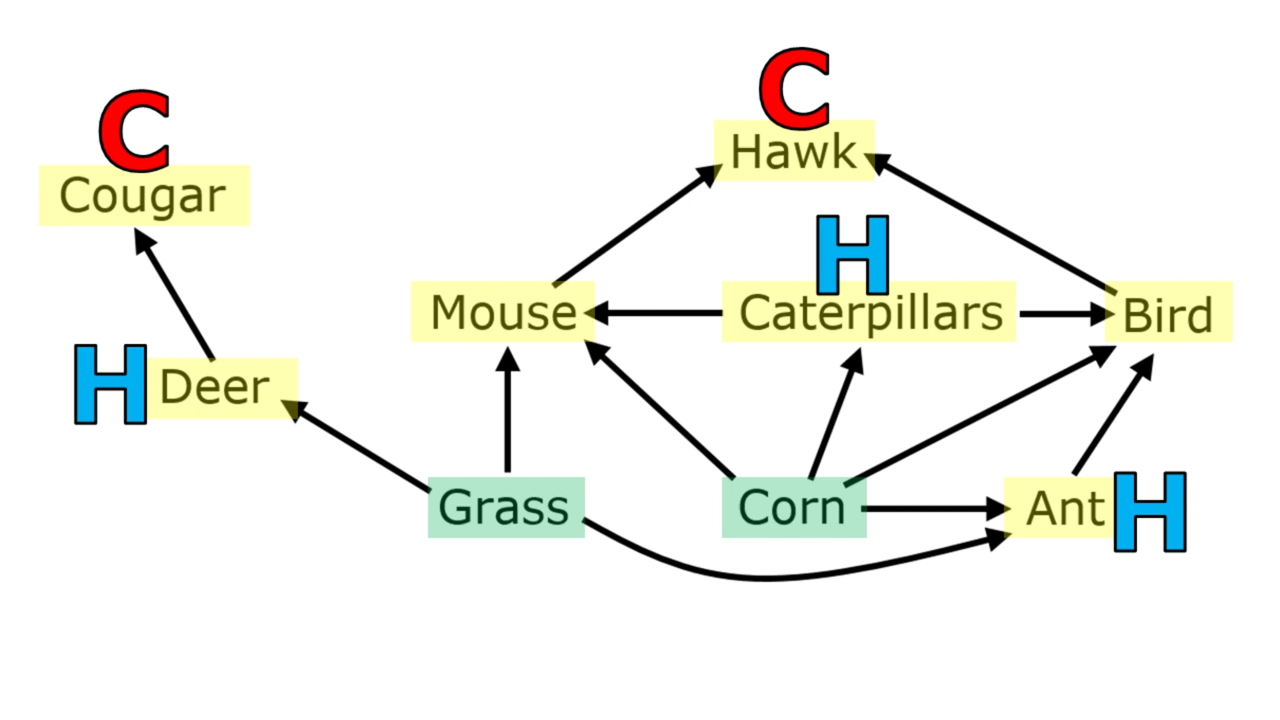 C
Hawk
C
Cougar
H
Mouse
Caterpillars
Bird
H
Deer
Grass
Corn
Ant
H